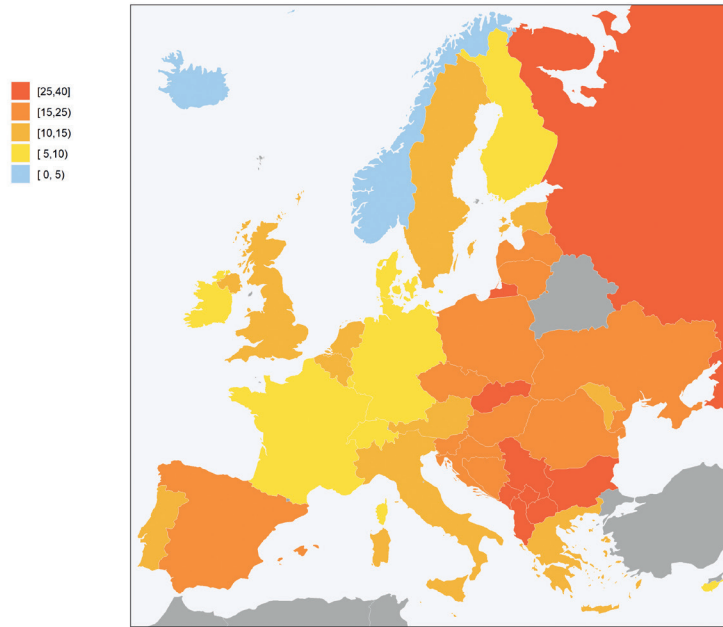 [25,40]
[15,25)
[10,15)
[ 5,10)
[ 0, 5)